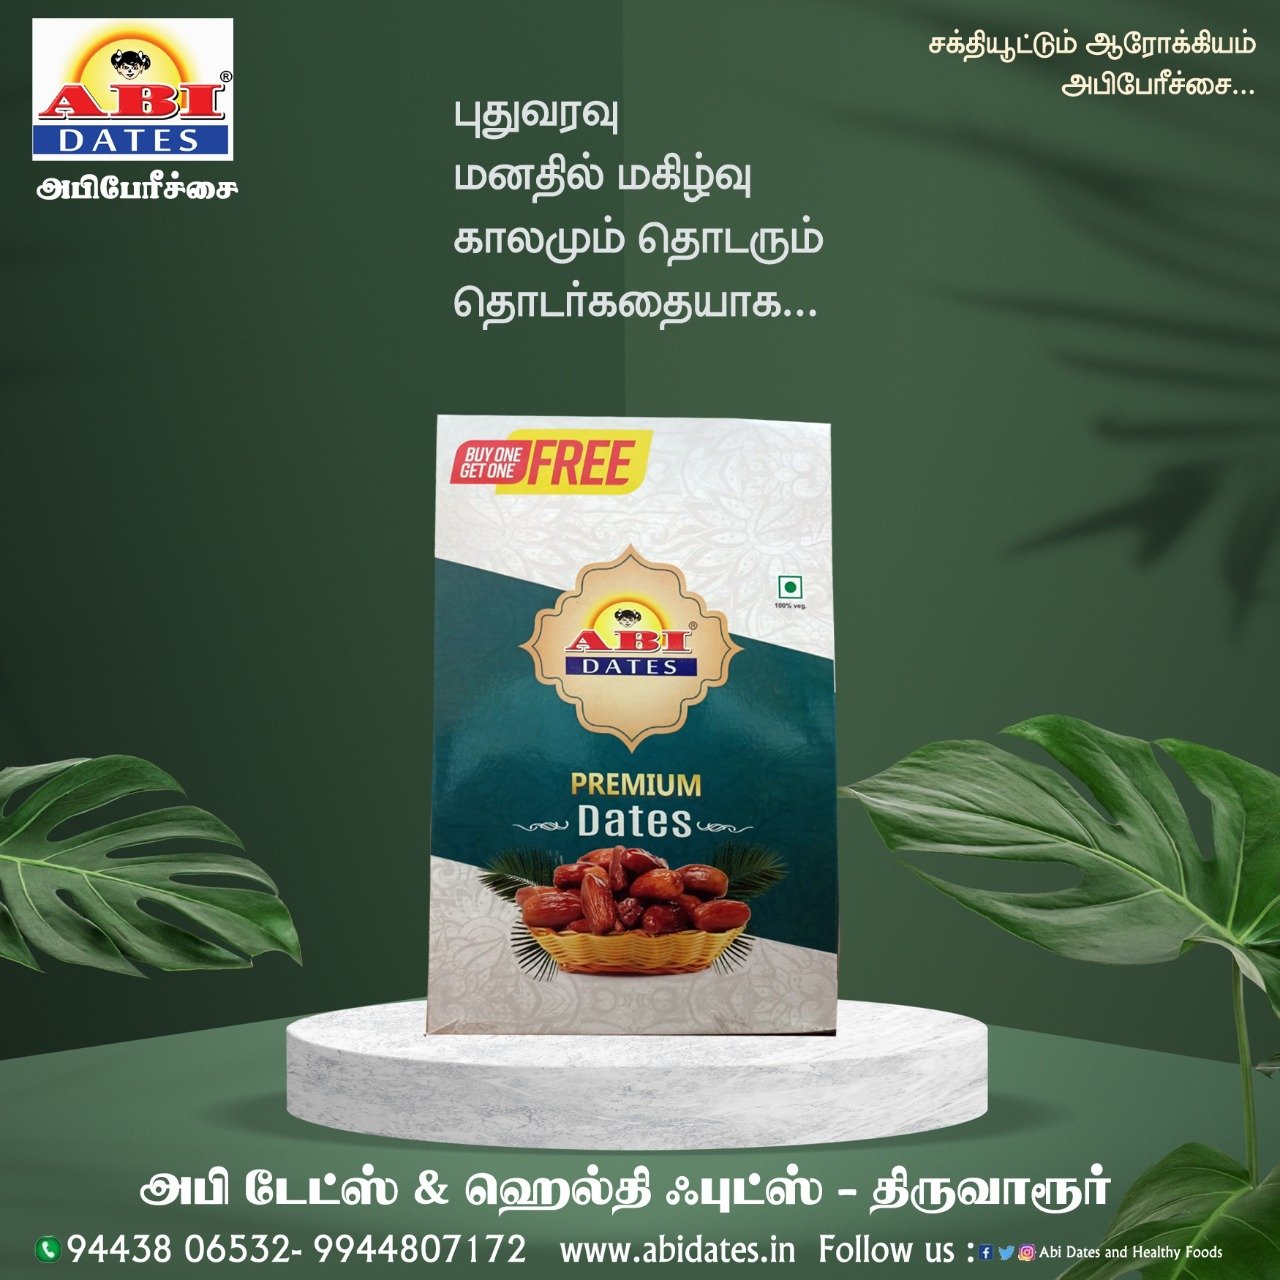 ABI®
DATES
அபிபேரீச்சை
சக்தியூட்டும் ஆரோக்கியம்
அபிபேரீச்சை...
புதுவரவு
மனதில் மகிழ்வு
காலமும் தொடரும்
தொடர்கதையாக...
BUY ONE
GET ONE
FREE
100% veg.
ABI®
DATES
PREMIUM
Dates
அபி டேட்ஸ் & ஹெல்தி ஃபுட்ஸ் - திருவாரூர்
94438 06532- 9944807172 www.abidates.in Follow us : Abi Dates and Healthy Foods